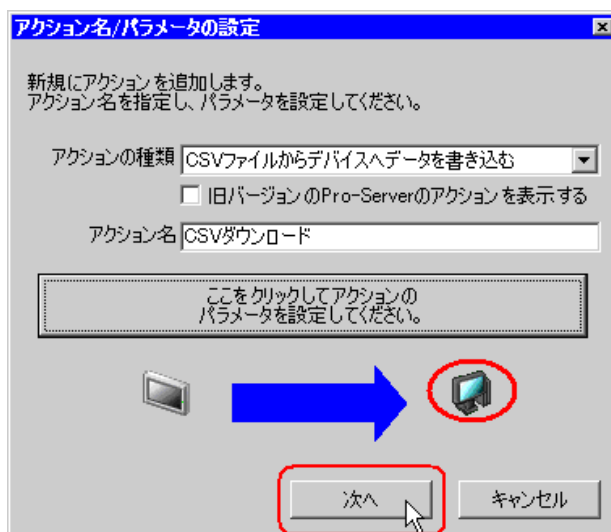 アクション名/パラメータの設定
新規にアクションを追加します。
アクション名を指定し、パラメータを設定してください。
アクションの種類 CSVファイルからデバイスへデータを書き込む
旧バージョンのPro-Serverのアクションを表示する
アクション名 CSVダウンロード
ここをクリックしてアクションの
パラメータを設定してください。
次へ キャンセル